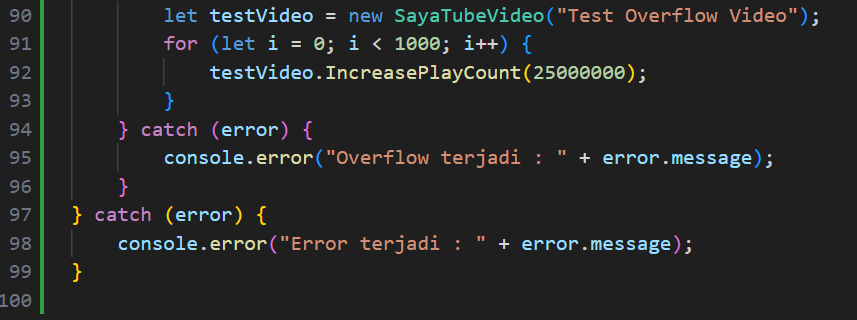 90 let testVideo = new SayaTubeVideo("Test Overflow Video");
91 for (let i = 0; i < 1000; i++) {
92 testVideo.IncreasePlayCount(25000000);
93 }
94 } catch (error) {
95 console.error("Overflow terjadi : " + error.message);
96 }
97 } catch (error) {
98 console.error("Error terjadi : " + error.message);
99 }
100